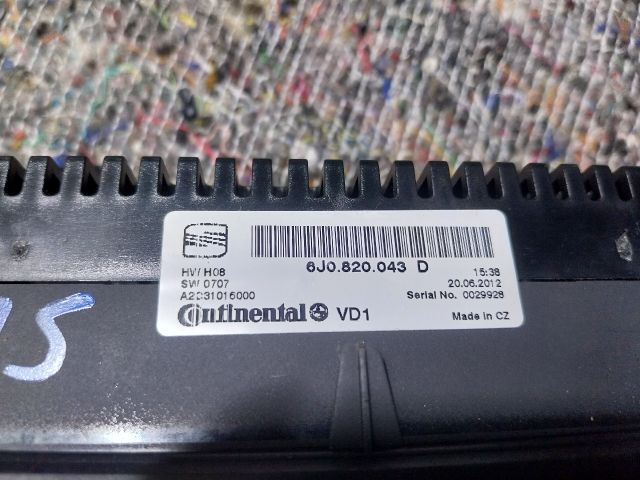 6J0.820.043 D
HW H08
15:38
SW 0707
20.06.2012
A2C31016000
Serial No. 0029928
Continental VD1
Made in CZ